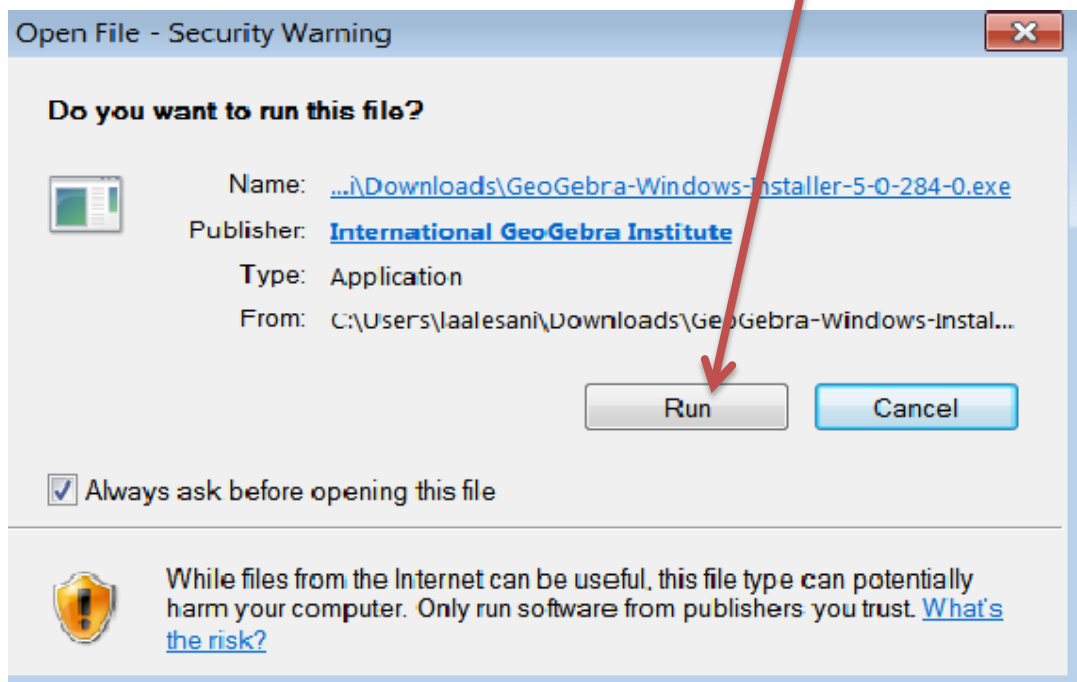 Open File - Security Warning
Do you want to run this file?
Name: ...i\Downloads\GeoGebra-Windows-Installer-5-0-284-0.exe
Publisher: International GeoGebra Institute
Type: Application
From: C:\Users\laalesani\Downloads\GeoGebra-Windows-Instal...
Run Cancel
Always ask before opening this file
While files from the Internet can be useful, this file type can potentially
harm your computer. Only run software from publishers you trust. What's
the risk?